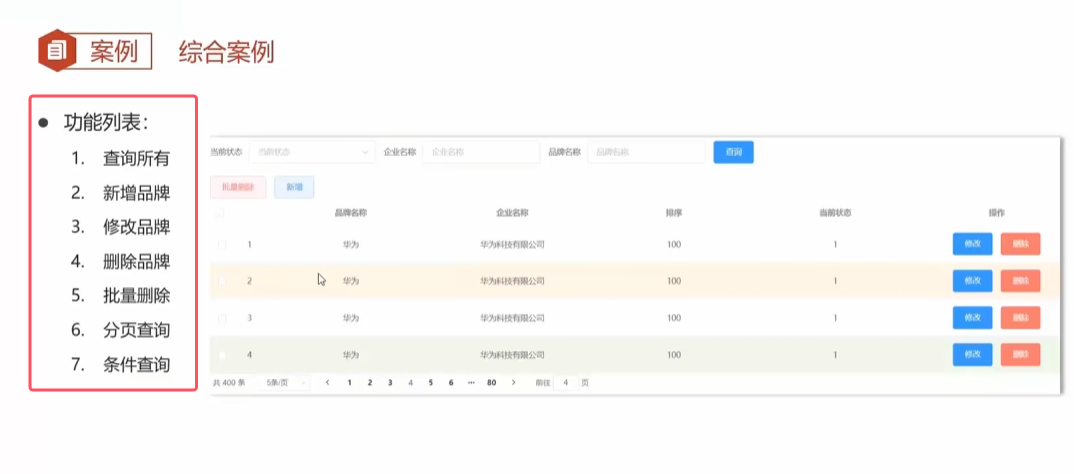 案例 综合案例
功能列表：
1. 查询所有
2. 新增品牌
3. 修改品牌
4. 删除品牌
5. 批量删除
6. 分页查询
7. 条件查询
当前状态 当前状态 企业名称 企业名称 品牌名称 品牌名称 查询
批量删除 新增
品牌名称 企业名称 排序 当前状态 操作
1 华为 华为科技有限公司 100 1 修改 删除
2 华为 华为科技有限公司 100 1 修改 删除
3 华为 华为科技有限公司 100 1 修改 删除
4 华为 华为科技有限公司 100 1 修改 删除
共 400 条 5条/页 1 2 3 4 5 6 ··· 80 前往 4 页